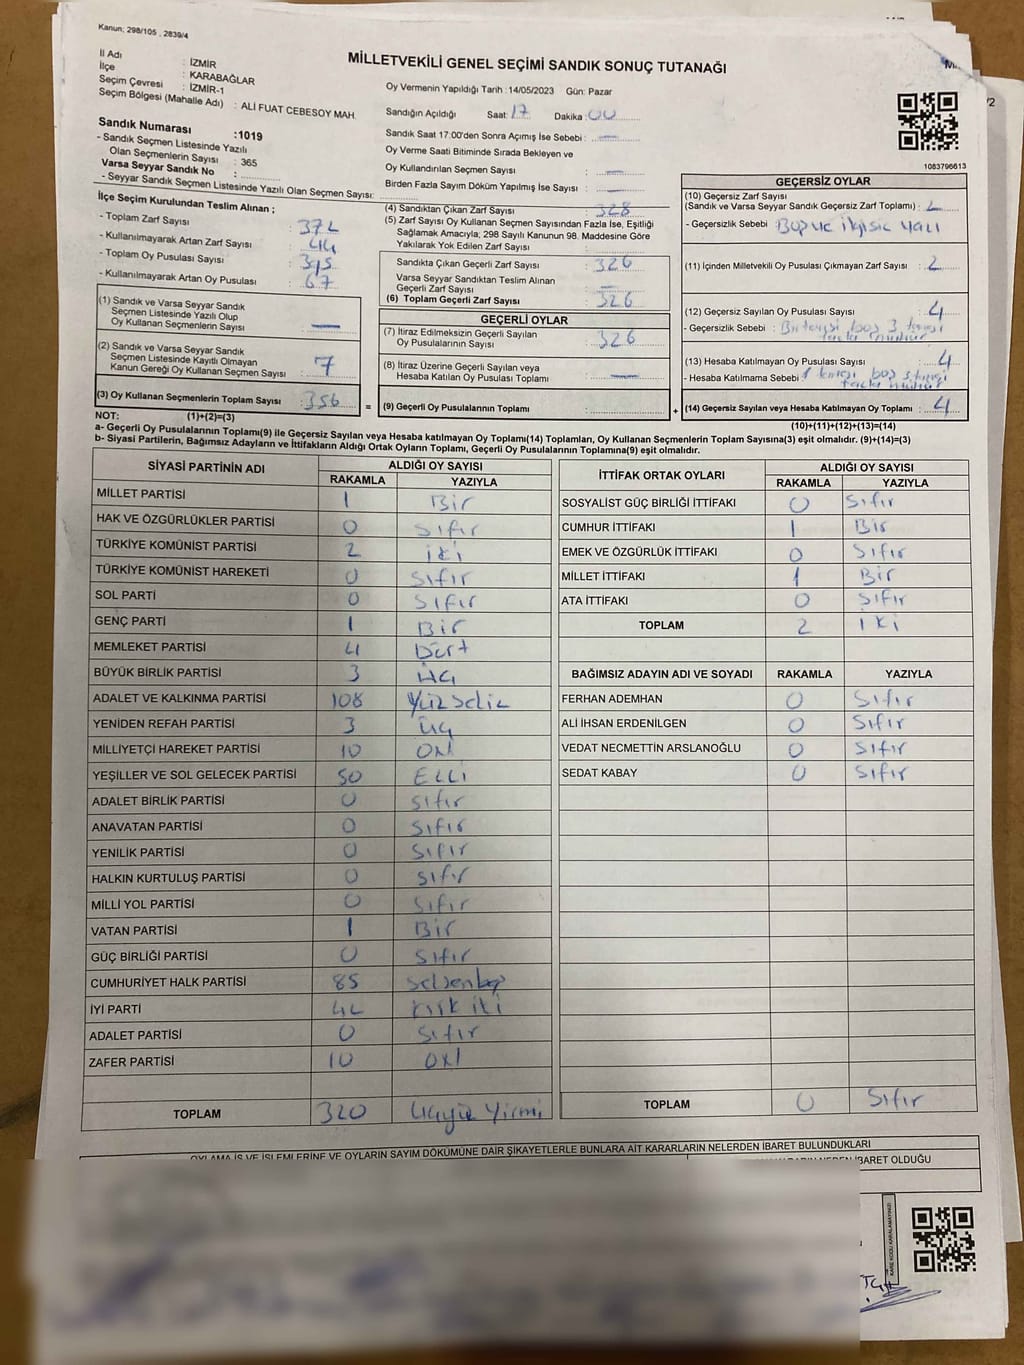 Kanun; 298/105 , 2839/4
İl Adı : İZMİR
İlçe : KARABAĞLAR
Seçim Çevresi : İZMİR-1
Seçim Bölgesi (Mahalle Adı) : ALİ FUAT CEBESOY MAH.
MİLLETVEKİLİ GENEL SEÇİMİ SANDIK SONUÇ TUTANAĞI
Oy Vermenin Yapıldığı Tarih :14/05/2023 Gün: Pazar
Sandığın Açıldığı Saat: 17 Dakika: 00
Sandık Saat 17:00'den Sonra Açımış İse Sebebi : —
Oy Verme Saati Bitiminde Sırada Bekleyen ve
Oy Kullandırılan Seçmen Sayısı : —
Birden Fazla Sayım Döküm Yapılmış İse Sayısı : —
Sandık Numarası :1019
- Sandık Seçmen Listesinde Yazılı
Olan Seçmenlerin Sayısı : 365
Varsa Seyyar Sandık No :
- Seyyar Sandık Seçmen Listesinde Yazılı Olan Seçmen Sayısı:
İlçe Seçim Kurulundan Teslim Alınan ;
- Toplam Zarf Sayısı : 372
- Kullanılmayarak Artan Zarf Sayısı : 44
- Toplam Oy Pusulası Sayısı : 395
- Kullanılmayarak Artan Oy Pusulası : 67
(1) Sandık ve Varsa Seyyar Sandık
Seçmen Listesinde Yazılı Olup
Oy Kullanan Seçmenlerin Sayısı : —
(2) Sandık ve Varsa Seyyar Sandık
Seçmen Listesinde Kayıtlı Olmayan
Kanun Gereği Oy Kullanan Seçmen Sayısı : 7
(3) Oy Kullanan Seçmenlerin Toplam Sayısı : 356
(4) Sandıktan Çıkan Zarf Sayısı : 328
(5) Zarf Sayısı Oy Kullanan Seçmen Sayısından Fazla İse, Eşitliği
Sağlamak Amacıyla; 298 Sayılı Kanunun 98. Maddesine Göre
Yakılarak Yok Edilen Zarf Sayısı :
Sandıkta Çıkan Geçerli Zarf Sayısı : 326
Varsa Seyyar Sandıktan Teslim Alınan
Geçerli Zarf Sayısı : —
(6) Toplam Geçerli Zarf Sayısı : 326
GEÇERLİ OYLAR
(7) İtiraz Edilmeksizin Geçerli Sayılan
Oy Pusulalarının Sayısı : 326
(8) İtiraz Üzerine Geçerli Sayılan veya
Hesaba Katılan Oy Pusulası Toplamı : —
= (9) Geçerli Oy Pusulalarının Toplamı :
1083796613
GEÇERSİZ OYLAR
(10) Geçersiz Zarf Sayısı
(Sandık ve Varsa Seyyar Sandık Geçersiz Zarf Toplamı) : 2
- Geçersizlik Sebebi :
(11) İçinden Milletvekili Oy Pusulası Çıkmayan Zarf Sayısı : 2
(12) Geçersiz Sayılan Oy Pusulası Sayısı : 4
- Geçersizlik Sebebi : Bir tanesi boş 3 tanesi
fazla mühür
(13) Hesaba Katılmayan Oy Pusulası Sayısı : 4
- Hesaba Katılmama Sebebi : 1 tanesi boş 3 tanesi
fazla mühür
+ (14) Geçersiz Sayılan veya Hesaba Katılmayan Oy Toplamı : 4
NOT: (1)+(2)=(3)
(10)+(11)+(12)+(13)=(14)
a- Geçerli Oy Pusulalarının Toplamı(9) ile Geçersiz Sayılan veya Hesaba katılmayan Oy Toplamı(14) Toplamları, Oy Kullanan Seçmenlerin Toplam Sayısına(3) eşit olmalıdır. (9)+(14)=(3)
b- Siyasi Partilerin, Bağımsız Adayların ve İttifakların Aldığı Ortak Oyların Toplamı, Geçerli Oy Pusulalarının Toplamına(9) eşit olmalıdır.
SİYASİ PARTİNİN ADI ALDIĞI OY SAYISI
RAKAMLA YAZIYLA
MİLLET PARTİSİ 1 Bir
HAK VE ÖZGÜRLÜKLER PARTİSİ 0 Sıfır
TÜRKİYE KOMÜNİST PARTİSİ 2 iki
TÜRKİYE KOMÜNİST HAREKETİ 0 Sıfır
SOL PARTİ 0 Sıfır
GENÇ PARTİ 1 Bir
MEMLEKET PARTİSİ 4 Dört
BÜYÜK BİRLİK PARTİSİ 3 Üç
ADALET VE KALKINMA PARTİSİ 108 Yüzsekiz
YENİDEN REFAH PARTİSİ 3 Üç
MİLLİYETÇİ HAREKET PARTİSİ 10 ON
YEŞİLLER VE SOL GELECEK PARTİSİ 50 ELLİ
ADALET BİRLİK PARTİSİ 0 Sıfır
ANAVATAN PARTİSİ 0 Sıfır
YENİLİK PARTİSİ 0 Sıfır
HALKIN KURTULUŞ PARTİSİ 0 Sıfır
MİLLİ YOL PARTİSİ 0 Sıfır
VATAN PARTİSİ 1 Bir
GÜÇ BİRLİĞİ PARTİSİ 0 Sıfır
CUMHURİYET HALK PARTİSİ 85 Seksenbeş
İYİ PARTİ 42 Kırk iki
ADALET PARTİSİ 0 Sıfır
ZAFER PARTİSİ 10 ON
TOPLAM 320 Üçyüz Yirmi
İTTİFAK ORTAK OYLARI ALDIĞI OY SAYISI
RAKAMLA YAZIYLA
SOSYALİST GÜÇ BİRLİĞİ İTTİFAKI 0 Sıfır
CUMHUR İTTİFAKI 1 Bir
EMEK VE ÖZGÜRLÜK İTTİFAKI 0 Sıfır
MİLLET İTTİFAKI 1 Bir
ATA İTTİFAKI 0 Sıfır
TOPLAM 2 İki
BAĞIMSIZ ADAYIN ADI VE SOYADI RAKAMLA YAZIYLA
FERHAN ADEMHAN 0 Sıfır
ALİ İHSAN ERDENİLGEN 0 Sıfır
VEDAT NECMETTİN ARSLANOĞLU 0 Sıfır
SEDAT KABAY 0 Sıfır
TOPLAM 0 Sıfır
OYLAMA İŞ VE İŞLEMLERİNE VE OYLARIN SAYIM DÖKÜMÜNE DAİR ŞİKAYETLERLE BUNLARA AİT KARARLARIN NELERDEN İBARET BULUNDUKLARI
İBARET OLDUĞU
KARE KODU KARALAMAYINIZ!